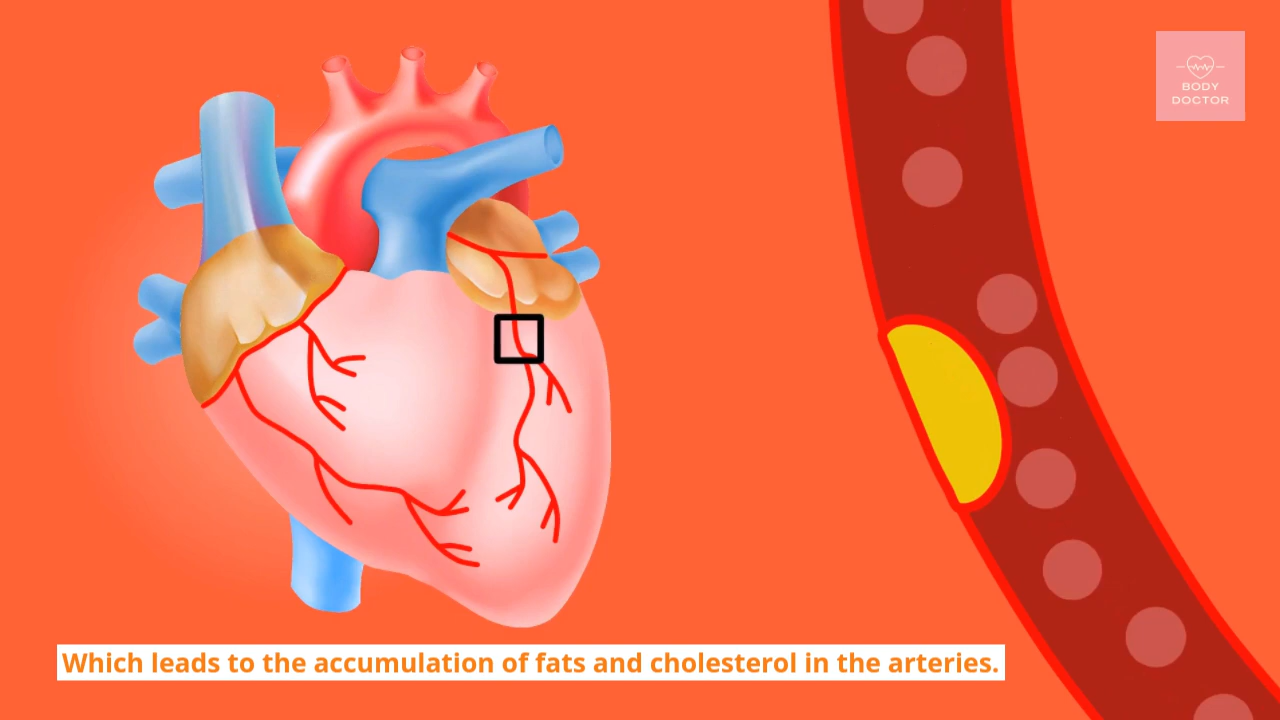 BODY
DOCTOR
Which leads to the accumulation of fats and cholesterol in the arteries.